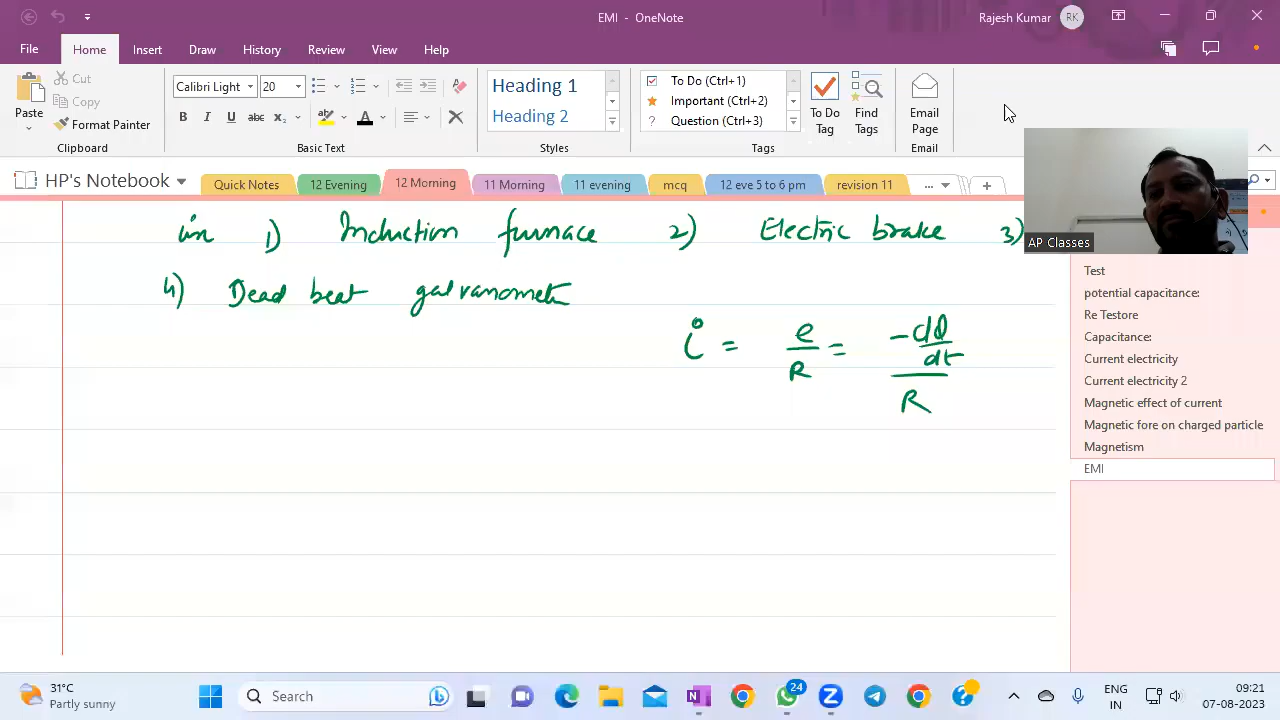 EMI - OneNote
Rajesh Kumar RK
File Home Insert Draw History Review View Help
Paste
Cut
Copy
Format Painter
Clipboard
Calibri Light 20
B I U abc x₂ A
Basic Text
Heading 1
Heading 2
Styles
To Do (Ctrl+1)
Important (Ctrl+2)
? Question (Ctrl+3)
Tags
To Do Tag
Find Tags
Email Page
Email
HP's Notebook
Quick Notes 12 Evening 12 Morning 11 Morning 11 evening mcq 12 eve 5 to 6 pm revision 11 ... +
in 1) Induction furnace 2) Electric brake 3)
4) Dead beat
i = e/R = -dϕ/dt / R
AP Classes
Test
potential capacitance:
Re Testore
Capacitance:
Current electricity
Current electricity 2
Magnetic effect of current
Magnetic fore on charged particle
Magnetism
EMI
31°C
Partly sunny
Search
24
ENG
IN
09:21
07-08-2023